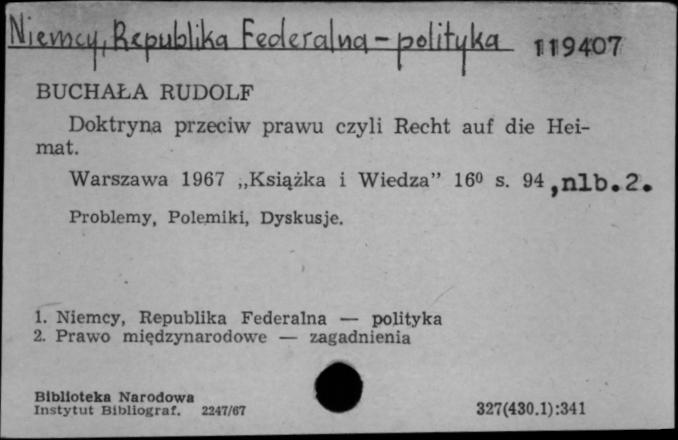 Niemcy, Republika Federalna - polityka 119407
BUCHAŁA RUDOLF
Doktryna przeciw prawu czyli Recht auf die Hei-
mat.
Warszawa 1967 „Książka i Wiedza” 16⁰ s. 94 , nlb. 2.
Problemy, Polemiki, Dyskusje.
1. Niemcy, Republika Federalna — polityka
2. Prawo międzynarodowe — zagadnienia
Biblioteka Narodowa
Instytut Bibliograf. 2247/67 327(430.1):341